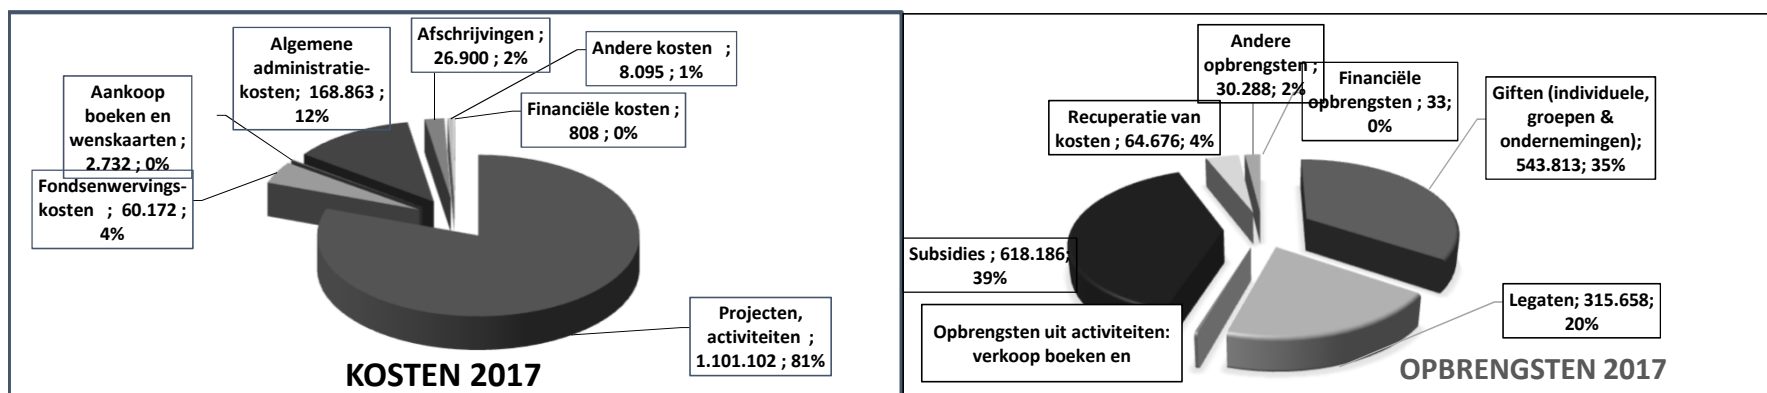 Afschrijvingen ;
26.900 ; 2%
Andere kosten ;
8.095 ; 1%
Algemene
administratie-
kosten; 168.863 ;
12%
Financiële kosten ;
808 ; 0%
Aankoop
boeken en
wenskaarten ;
2.732 ; 0%
Fondsenwervings-
kosten ; 60.172 ;
4%
Projecten,
activiteiten ;
1.101.102 ; 81%
KOSTEN 2017
Andere
opbrengsten ;
30.288; 2%
Financiële
opbrengsten ; 33;
0%
Giften (individuele,
groepen &
ondernemingen);
543.813; 35%
Recuperatie van
kosten ; 64.676; 4%
Subsidies ; 618.186;
39%
Legaten; 315.658;
20%
Opbrengsten uit activiteiten:
verkoop boeken en
OPBRENGSTEN 2017